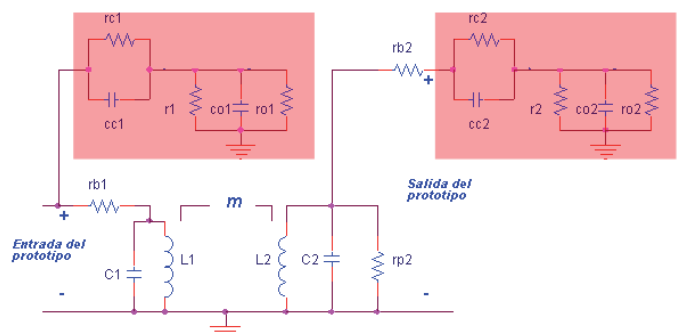 rc1
cc1
r1
co1
ro1
rb2
+
rc2
cc2
r2
co2
ro2
Salida del
prototipo
rb1
+
m
Entrada del
prototipo
C1
L1
L2
C2
rp2
-
-